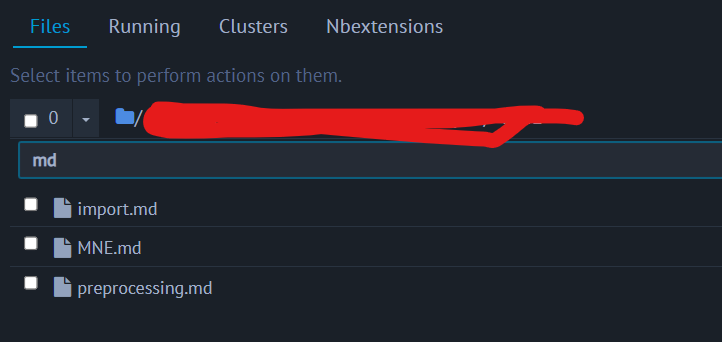 Files Running Clusters Nbextensions
Select items to perform actions on them.
0 /
md
import.md
MNE.md
preprocessing.md